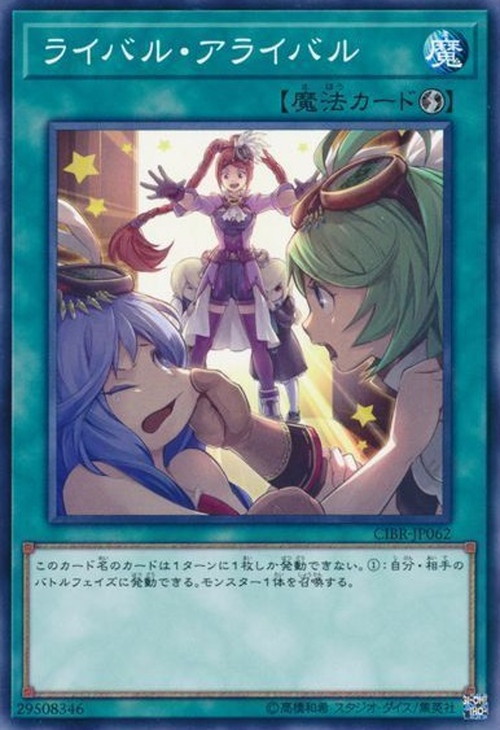 ライバル・アライバル
魔
【魔法カード】
CIBR-JP062
このカード名のカードは1ターンに1枚しか発動できない。①:自分・相手の
バトルフェイズに発動できる。モンスター1体を召喚する。
29508346
©高橋和希 スタジオ・ダイス/集英社